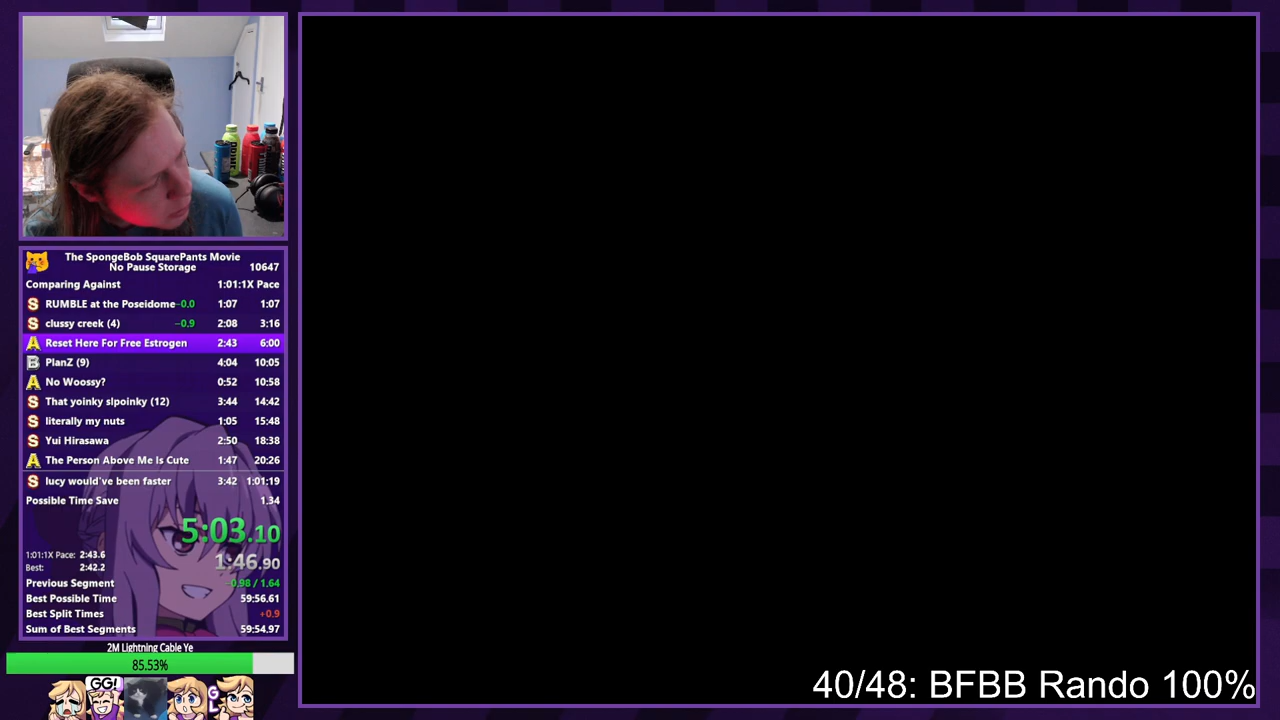 The SpongeBob SquarePants Movie
No Pause Storage 10647
Comparing Against 1:01:1X Pace
S RUMBLE at the Poseidome -0.0 1:07 1:07
S clussy creek (4) -0.9 2:08 3:16
A Reset Here For Free Estrogen 2:43 6:00
B PlanZ (9) 4:04 10:05
A No Woossy? 0:52 10:58
S That yoinky slpoinky (12) 3:44 14:42
S literally my nuts 1:05 15:48
S Yui Hirasawa 2:50 18:38
A The Person Above Me Is Cute 1:47 20:26
S lucy would've been faster 3:42 1:01:19
Possible Time Save 1.34
5:03.10
1:01:1X Pace: 2:43.6
Best: 2:42.2
1:46.90
Previous Segment -0.98 / 1.64
Best Possible Time 59:56.61
Best Split Times +0.9
Sum of Best Segments 59:54.97
2M Lightning Cable Ye
85.53%
GG!
GL
40/48: BFBB Rando 100%